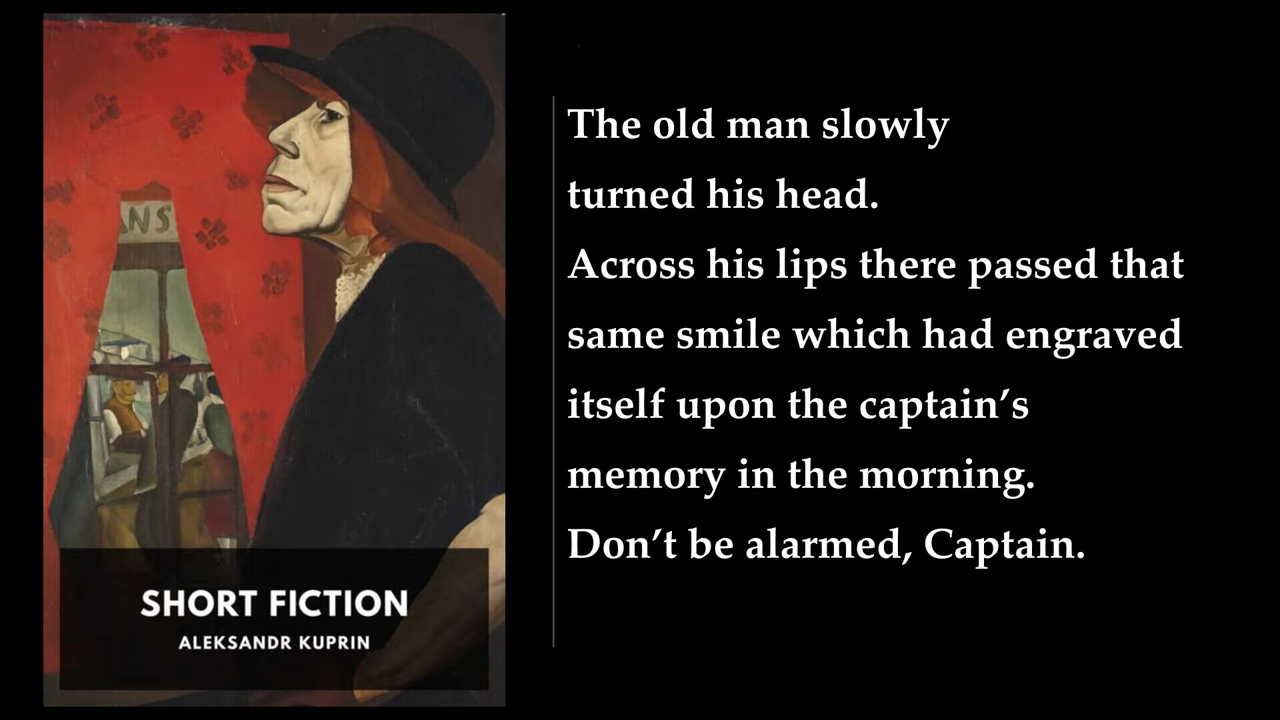 ANS
SHORT FICTION
ALEKSANDR KUPRIN
The old man slowly
turned his head.
Across his lips there passed that
same smile which had engraved
itself upon the captain’s
memory in the morning.
Don’t be alarmed, Captain.